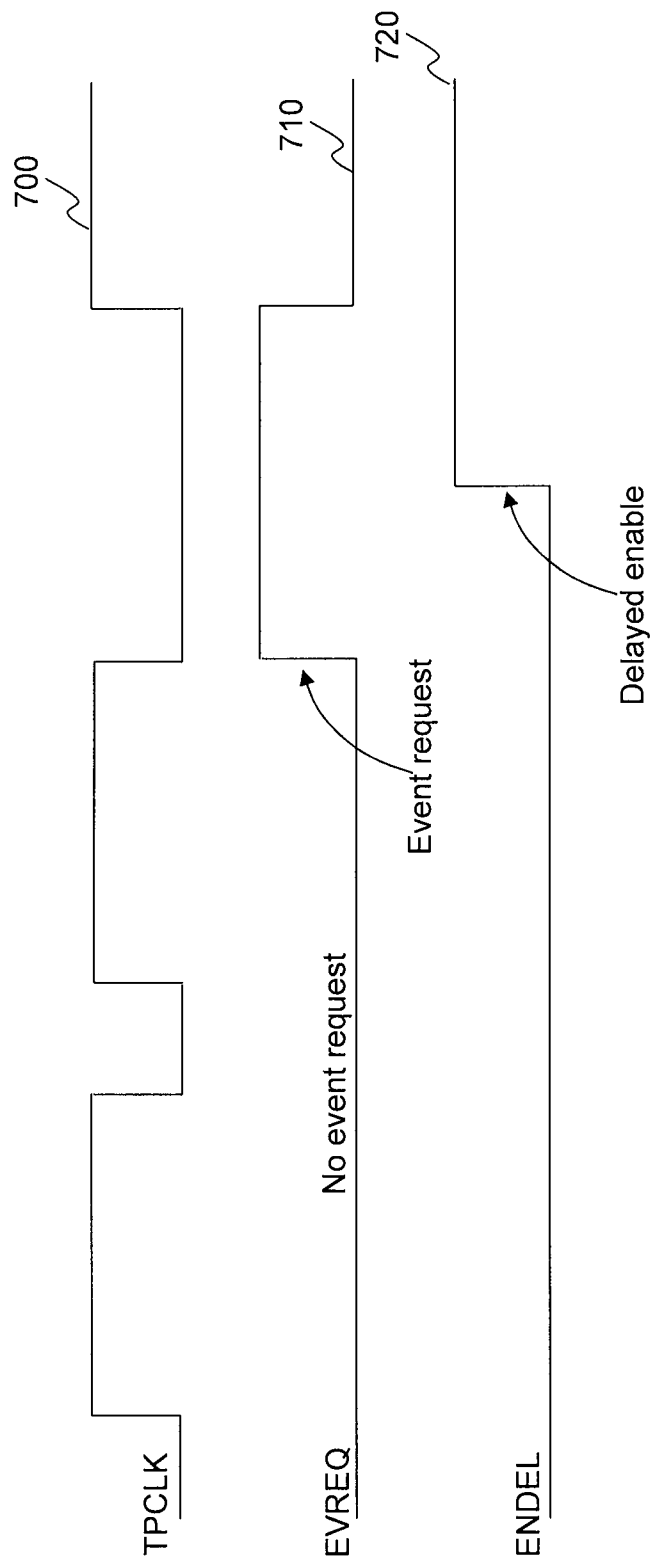 TPCLK
700
EVREQ
No event request
Event request
710
ENDEL
Delayed enable
720